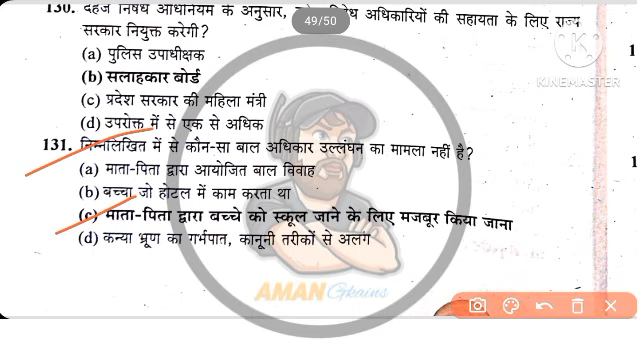 130. दहेज निषेध अधिनियम के अनुसार, अधिकारियों की सहायता के लिए राज्य
49/50
सरकार नियुक्त करेगी?
(a) पुलिस उपाधीक्षक
1
(b) सलाहकार बोर्ड
KINEMASTER
(c) प्रदेश सरकार की महिला मंत्री
(d) उपरोक्त में से एक से अधिक
131. निम्नलिखित में से कौन-सा बाल अधिकार उल्लंघन का मामला नहीं है?
(a) माता-पिता द्वारा आयोजित बाल विवाह
1
(b) बच्चा जो होटल में काम करता था
(c) माता-पिता द्वारा बच्चे को स्कूल जाने के लिए मजबूर किया जाना
(d) कन्या भ्रूण का गर्भपात, कानूनी तरीकों से अलग
AMAN Grains